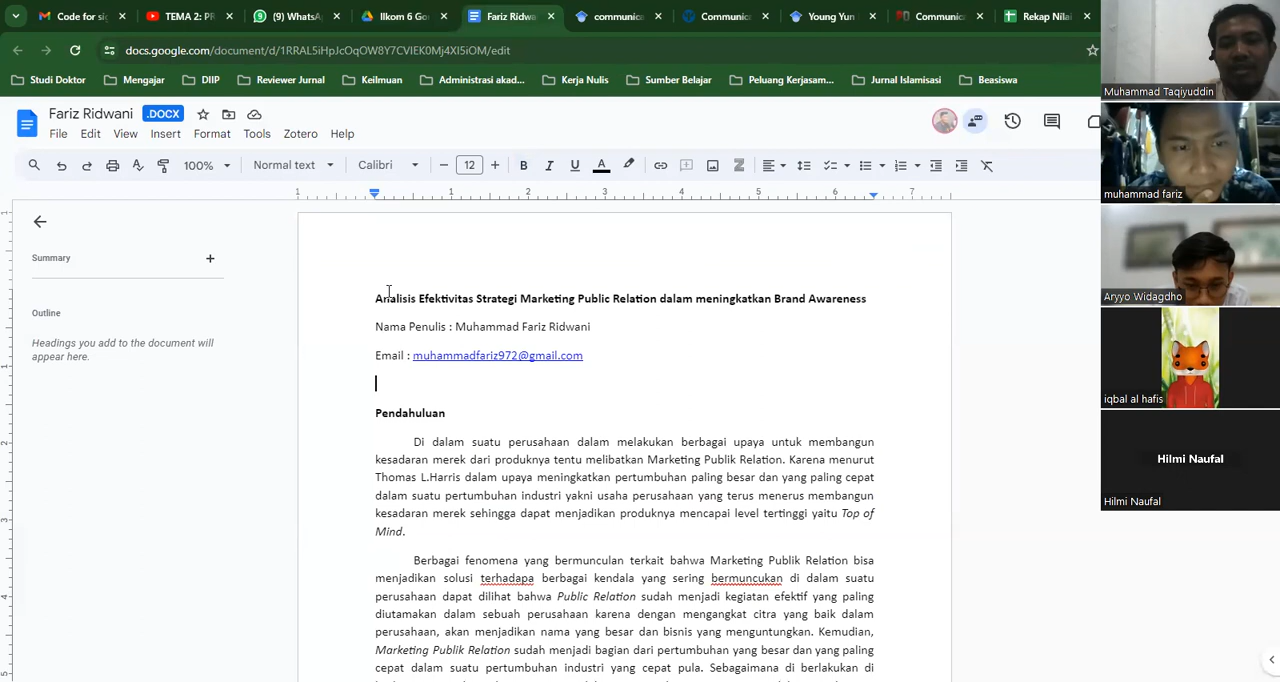 Code for si
TEMA 2: PR
(WhatsA
Ilkom 6 Go
Fariz Ridwa
communica
Communic
Young Yun
Communic
Rekap Nilai
docs.google.com/document/d/1RRAL5iHpJcOqOW8Y7CVIEK0Mj4XI5iOM/edit
Studi Doktor
Mengajar
DIIP
Reviewer Jurnal
Keilmuan
Administrasi akad...
Kerja Nulis
Sumber Belajar
Peluang Kerjasam...
Jurnal Islamisasi
Beasiswa
Fariz Ridwani .DOCX
File Edit View Insert Format Tools Zotero Help
100% Normal text Calibri 12
Summary
Outline
Headings you add to the document will
appear here.
Analisis Efektivitas Strategi Marketing Public Relation dalam meningkatkan Brand Awareness
Nama Penulis : Muhammad Fariz Ridwani
Email : muhammadfariz972@gmail.com
Pendahuluan
Di dalam suatu perusahaan dalam melakukan berbagai upaya untuk membangun
kesadaran merek dari produknya tentu melibatkan Marketing Publik Relation. Karena menurut
Thomas L.Harris dalam upaya meningkatkan pertumbuhan paling besar dan yang paling cepat
dalam suatu pertumbuhan industri yakni usaha perusahaan yang terus menerus membangun
kesadaran merek sehingga dapat menjadikan produknya mencapai level tertinggi yaitu Top of
Mind.
Berbagai fenomena yang bermunculan terkait bahwa Marketing Publik Relation bisa
menjadikan solusi terhadapa berbagai kendala yang sering bermuncukan di dalam suatu
perusahaan dapat dilihat bahwa Public Relation sudah menjadi kegiatan efektif yang paling
diutamakan dalam sebuah perusahaan karena dengan mengangkat citra yang baik dalam
perusahaan, akan menjadikan nama yang besar dan bisnis yang menguntungkan. Kemudian,
Marketing Publik Relation sudah menjadi bagian dari pertumbuhan yang besar dan yang paling
cepat dalam suatu pertumbuhan industri yang cepat pula. Sebagaimana di berlakukan di
Muhammad Taqiyuddin
muhammad fariz
Aryyo Widagdho
iqbal al hafis
Hilmi Naufal
Hilmi Naufal